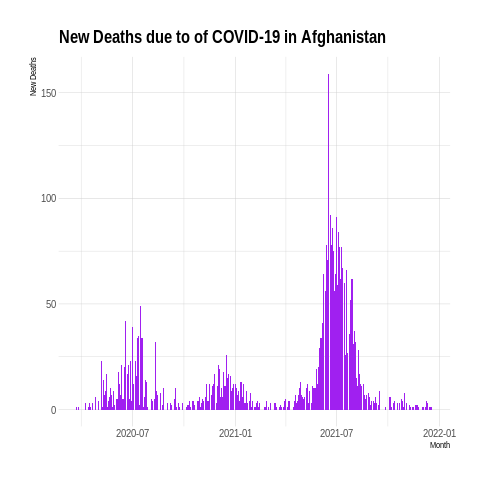 New Deaths due to of COVID-19 in Afghanistan
New Deaths
150
100
50
0
2020-07
2021-01
2021-07
2022-01
Month